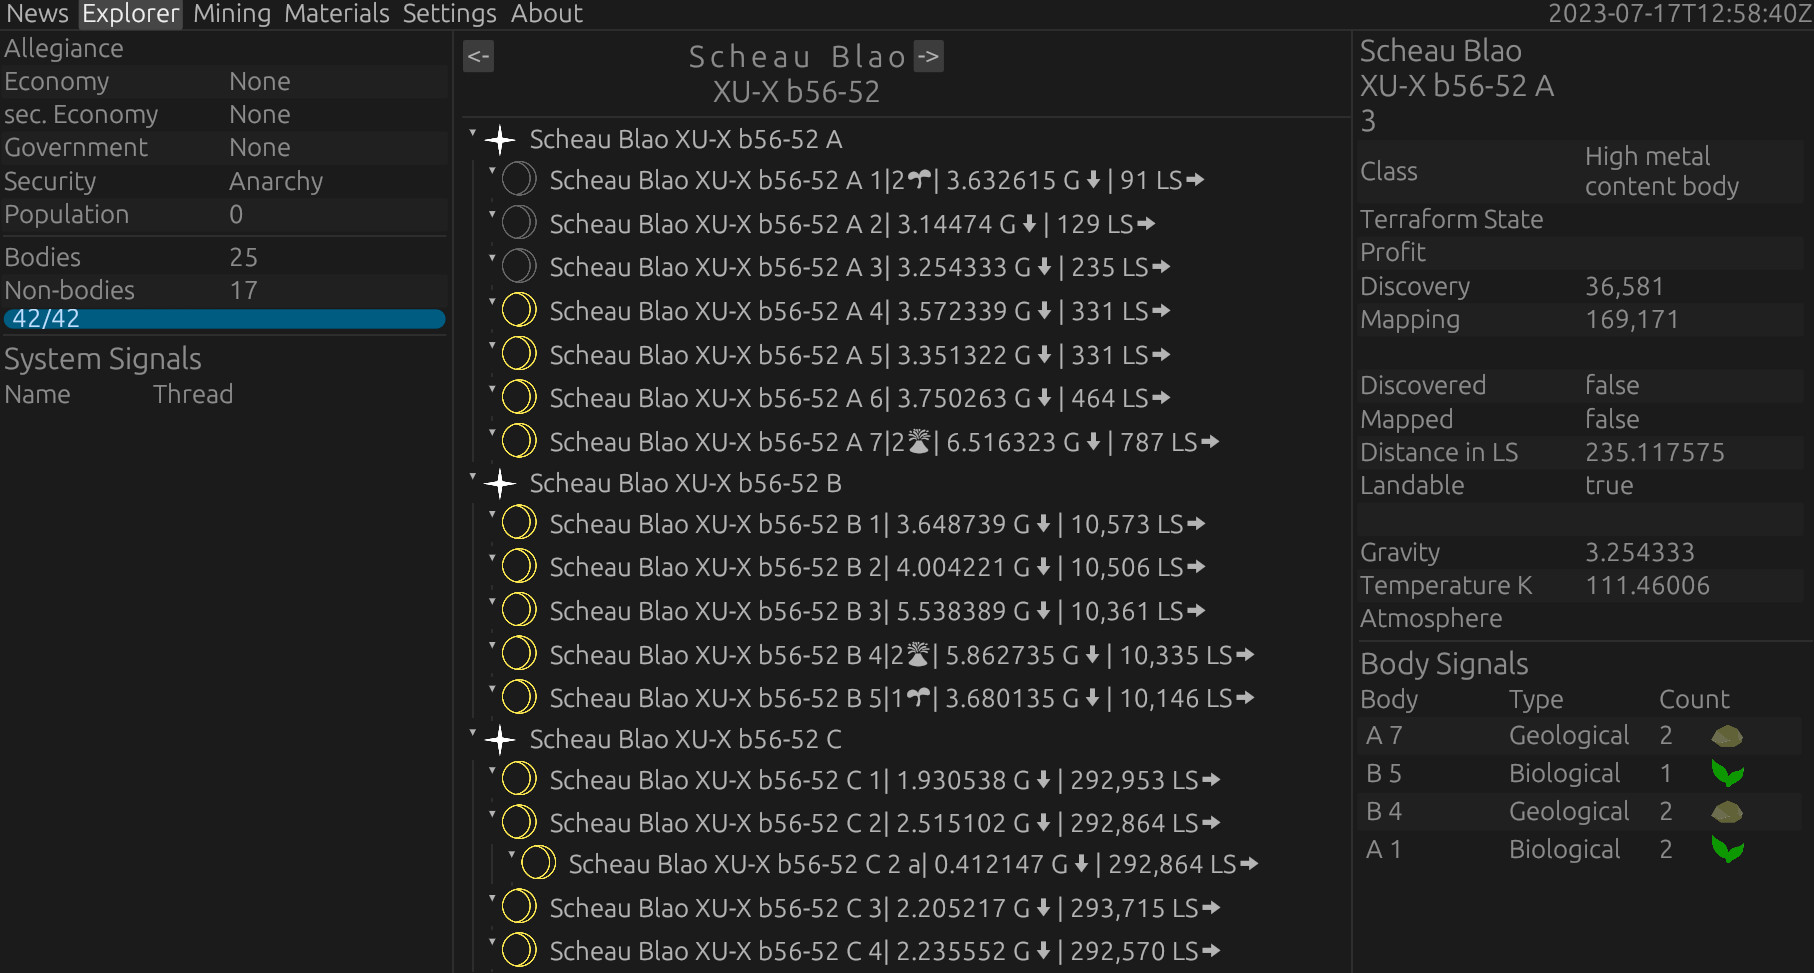 News Explorer Mining Materials Settings About 2023-07-17T12:58:40Z
Allegiance
Economy None
sec. Economy None
Government None
Security Anarchy
Population 0
Bodies 25
Non-bodies 17
42/42
System Signals
Name Thread
<- Scheau Blao ->
XU-X b56-52
Scheau Blao XU-X b56-52 A
Scheau Blao XU-X b56-52 A 1|2| 3.632615 G | 91 LS
Scheau Blao XU-X b56-52 A 2| 3.14474 G | 129 LS
Scheau Blao XU-X b56-52 A 3| 3.254333 G | 235 LS
Scheau Blao XU-X b56-52 A 4| 3.572339 G | 331 LS
Scheau Blao XU-X b56-52 A 5| 3.351322 G | 331 LS
Scheau Blao XU-X b56-52 A 6| 3.750263 G | 464 LS
Scheau Blao XU-X b56-52 A 7|2| 6.516323 G | 787 LS
Scheau Blao XU-X b56-52 B
Scheau Blao XU-X b56-52 B 1| 3.648739 G | 10,573 LS
Scheau Blao XU-X b56-52 B 2| 4.004221 G | 10,506 LS
Scheau Blao XU-X b56-52 B 3| 5.538389 G | 10,361 LS
Scheau Blao XU-X b56-52 B 4|2| 5.862735 G | 10,335 LS
Scheau Blao XU-X b56-52 B 5|1| 3.680135 G | 10,146 LS
Scheau Blao XU-X b56-52 C
Scheau Blao XU-X b56-52 C 1| 1.930538 G | 292,953 LS
Scheau Blao XU-X b56-52 C 2| 2.515102 G | 292,864 LS
Scheau Blao XU-X b56-52 C 2 a| 0.412147 G | 292,864 LS
Scheau Blao XU-X b56-52 C 3| 2.205217 G | 293,715 LS
Scheau Blao XU-X b56-52 C 4| 2.235552 G | 292,570 LS
Scheau Blao
XU-X b56-52 A
3
Class High metal
content body
Terraform State
Profit
Discovery 36,581
Mapping 169,171
Discovered false
Mapped false
Distance in LS 235.117575
Landable true
Gravity 3.254333
Temperature K 111.46006
Atmosphere
Body Signals
Body Type Count
A 7 Geological 2
B 5 Biological 1
B 4 Geological 2
A 1 Biological 2